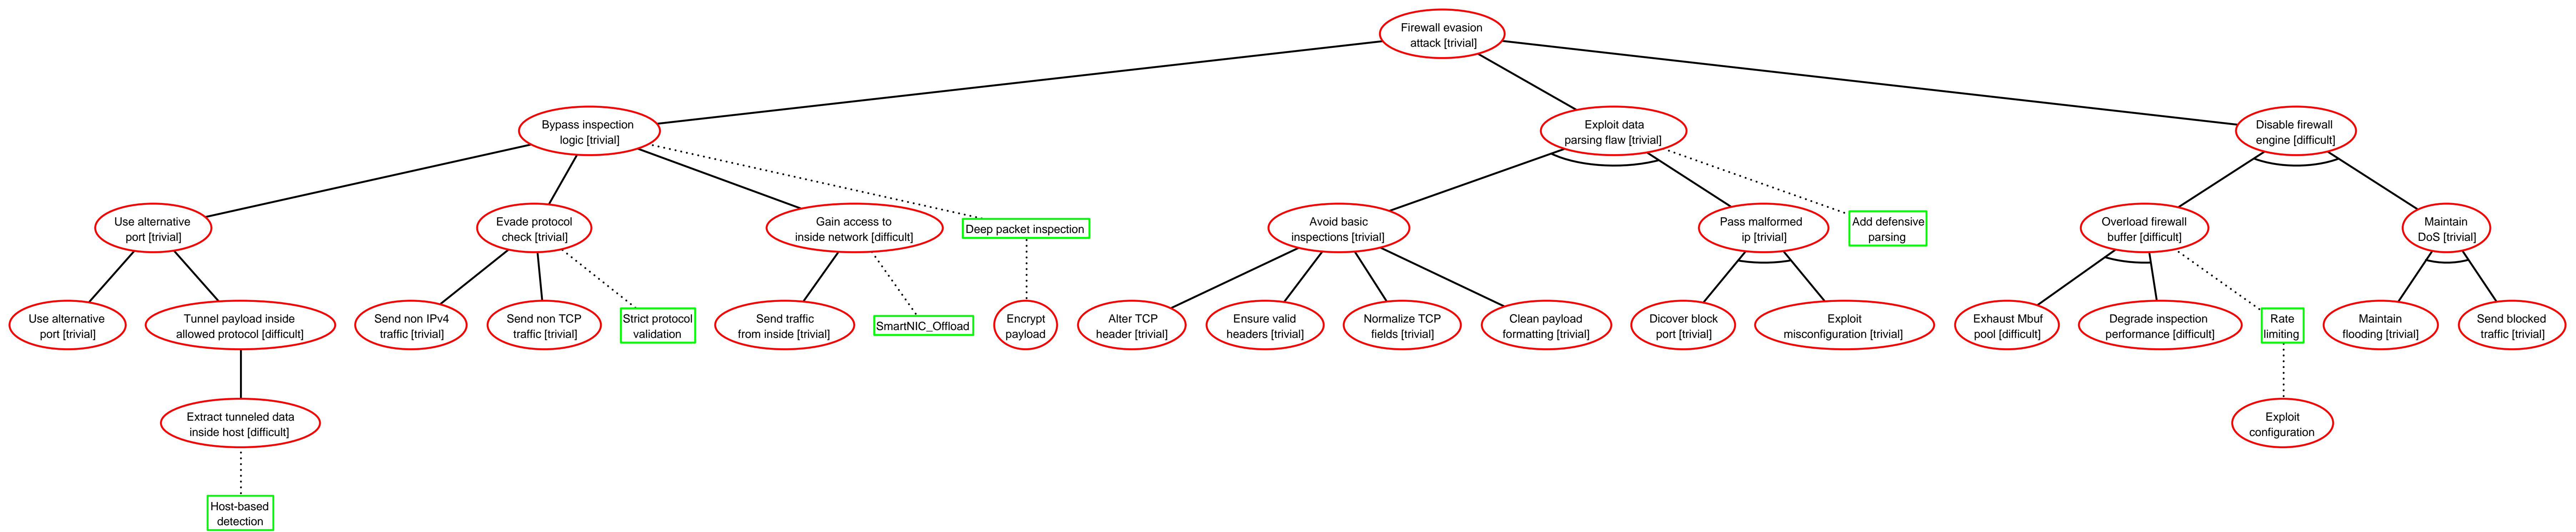 Firewall evasion
attack [trivial]
Bypass inspection
logic [trivial]
Exploit data
parsing flaw [trivial]
Disable firewall
engine [difficult]
Use alternative
port [trivial]
Evade protocol
check [trivial]
Gain access to
inside network [difficult]
Deep packet inspection
Avoid basic
inspections [trivial]
Pass malformed
ip [trivial]
Add defensive
parsing
Overload firewall
buffer [difficult]
Maintain
DoS [trivial]
Use alternative
port [trivial]
Tunnel payload inside
allowed protocol [difficult]
Send non IPv4
traffic [trivial]
Send non TCP
traffic [trivial]
Strict protocol
validation
Send traffic
from inside [trivial]
SmartNIC_Offload
Encrypt
payload
Alter TCP
header [trivial]
Ensure valid
headers [trivial]
Normalize TCP
fields [trivial]
Clean payload
formatting [trivial]
Dicover block
port [trivial]
Exploit
misconfiguration [trivial]
Exhaust Mbuf
pool [difficult]
Degrade inspection
performance [difficult]
Rate
limiting
Maintain
flooding [trivial]
Send blocked
traffic [trivial]
Extract tunneled data
inside host [difficult]
Exploit
configuration
Host-based
detection